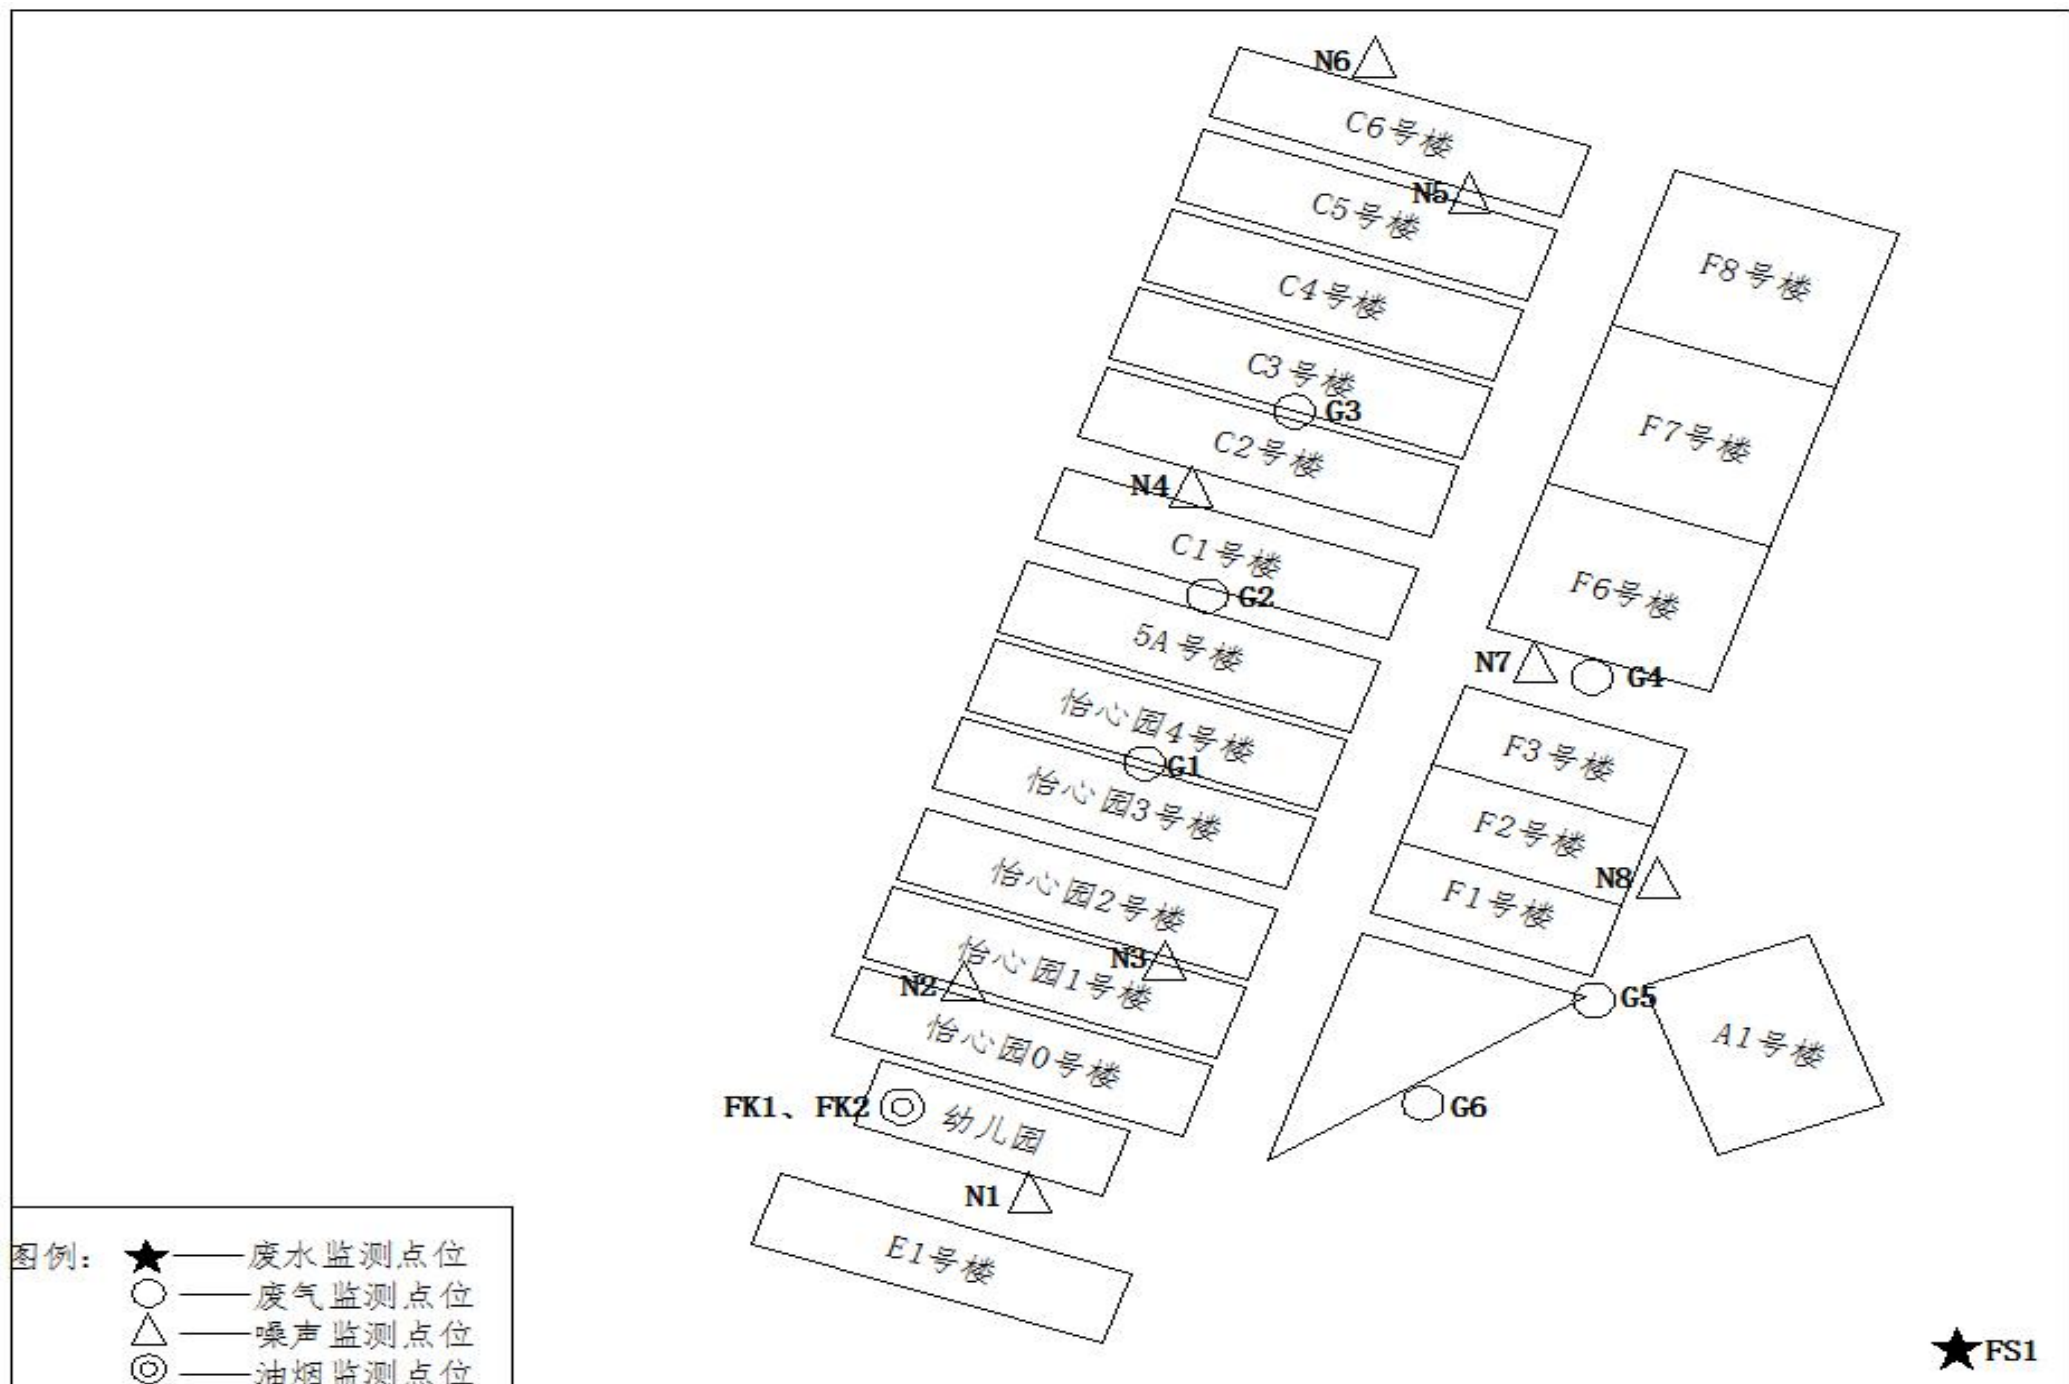 N6
C6号楼
N5
C5号楼
F8号楼
C4号楼
C3号楼
G3
F7号楼
C2号楼
N4
C1号楼
F6号楼
G2
5A号楼
N7
G4
怡心园4号楼
F3号楼
G1
怡心园3号楼
F2号楼
N8
怡心园2号楼
F1号楼
N3
怡心园1号楼
N2
G5
怡心园0号楼
A1号楼
FK1、FK2
幼儿园
G6
N1
E1号楼
图例：
废水监测点位
废气监测点位
噪声监测点位
油烟监测点位
FS1